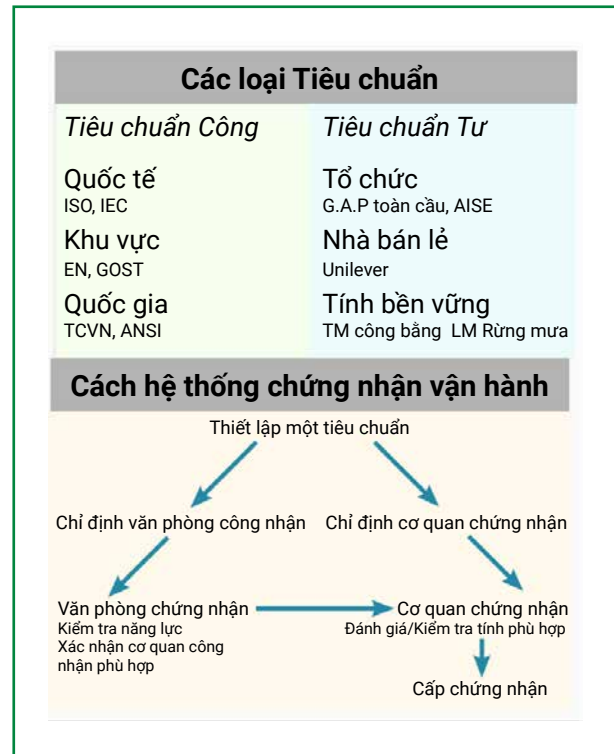 Các loại Tiêu chuẩn
Tiêu chuẩn Công
Quốc tế
ISO, IEC
Khu vực
EN, GOST
Quốc gia
TCVN, ANSI
Tiêu chuẩn Tư
Tổ chức
G.A.P toàn cầu, AISE
Nhà bán lẻ
Unilever
Tính bền vững
TM công bằng LM Rừng mưa
Cách hệ thống chứng nhận vận hành
Thiết lập một tiêu chuẩn
Chỉ định văn phòng công nhận
Chỉ định cơ quan chứng nhận
Văn phòng chứng nhận
Kiểm tra năng lực
Xác nhận cơ quan công
nhận phù hợp
Cơ quan chứng nhận
Đánh giá/Kiểm tra tính phù hợp
Cấp chứng nhận